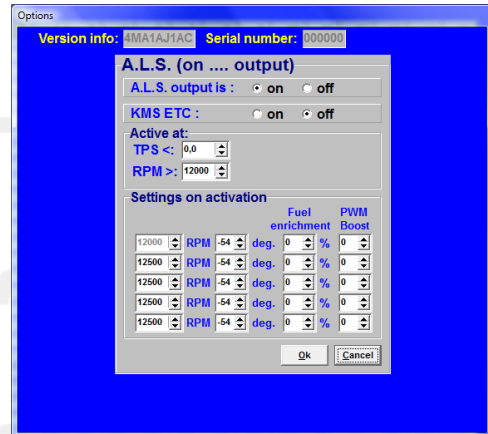 Options
Version info: 4MA1AJ1AC Serial number: 000000
A.L.S. (on .... output)
A.L.S. output is : on off
KMS ETC : on off
Active at:
TPS <: 0,0
RPM >: 12000
Settings on activation
Fuel PWM
enrichment Boost
12000 RPM -54 deg. 0 % 0
12500 RPM -54 deg. 0 % 0
12500 RPM -54 deg. 0 % 0
12500 RPM -54 deg. 0 % 0
12500 RPM -54 deg. 0 % 0
Ok Cancel